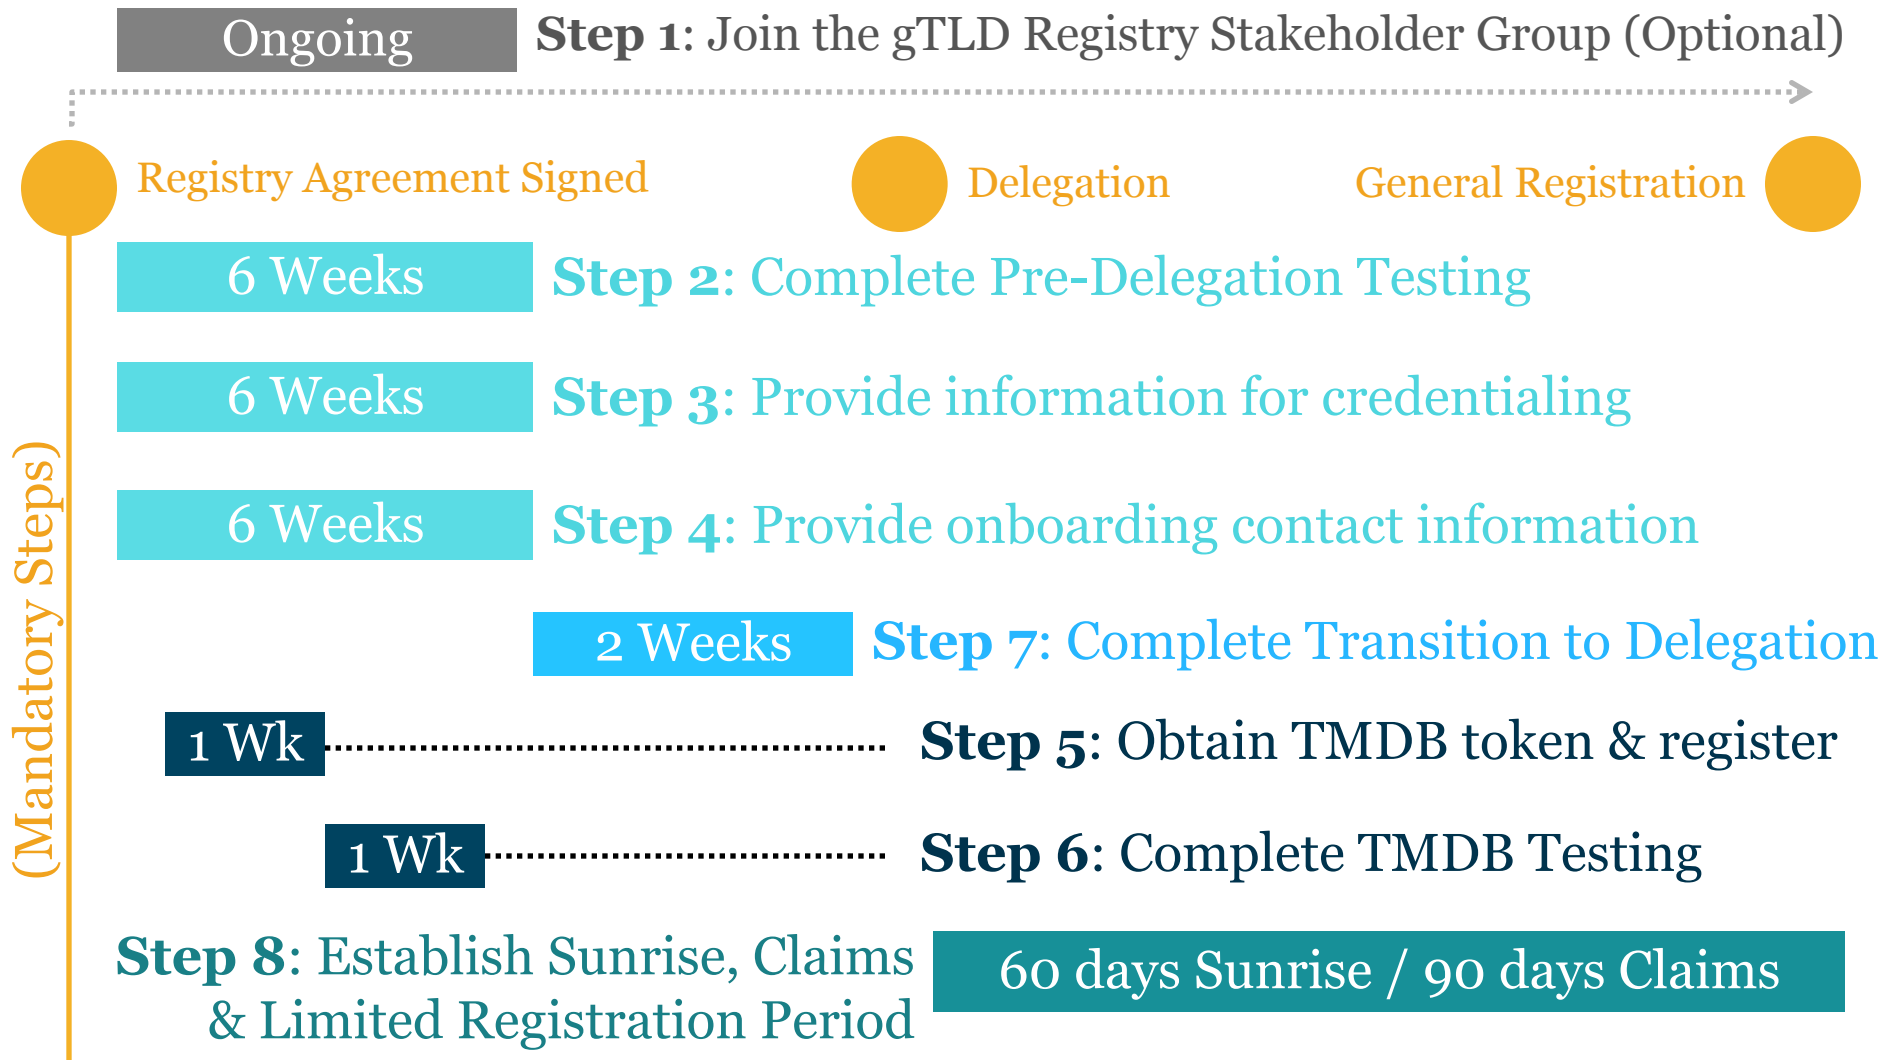 Ongoing
Step 1: Join the gTLD Registry Stakeholder Group (Optional)
Registry Agreement Signed
Delegation
General Registration
(Mandatory Steps)
6 Weeks
Step 2: Complete Pre-Delegation Testing
6 Weeks
Step 3: Provide information for credentialing
6 Weeks
Step 4: Provide onboarding contact information
2 Weeks
Step 7: Complete Transition to Delegation
1 Wk
Step 5: Obtain TMDB token & register
1 Wk
Step 6: Complete TMDB Testing
Step 8: Establish Sunrise, Claims
& Limited Registration Period
60 days Sunrise / 90 days Claims